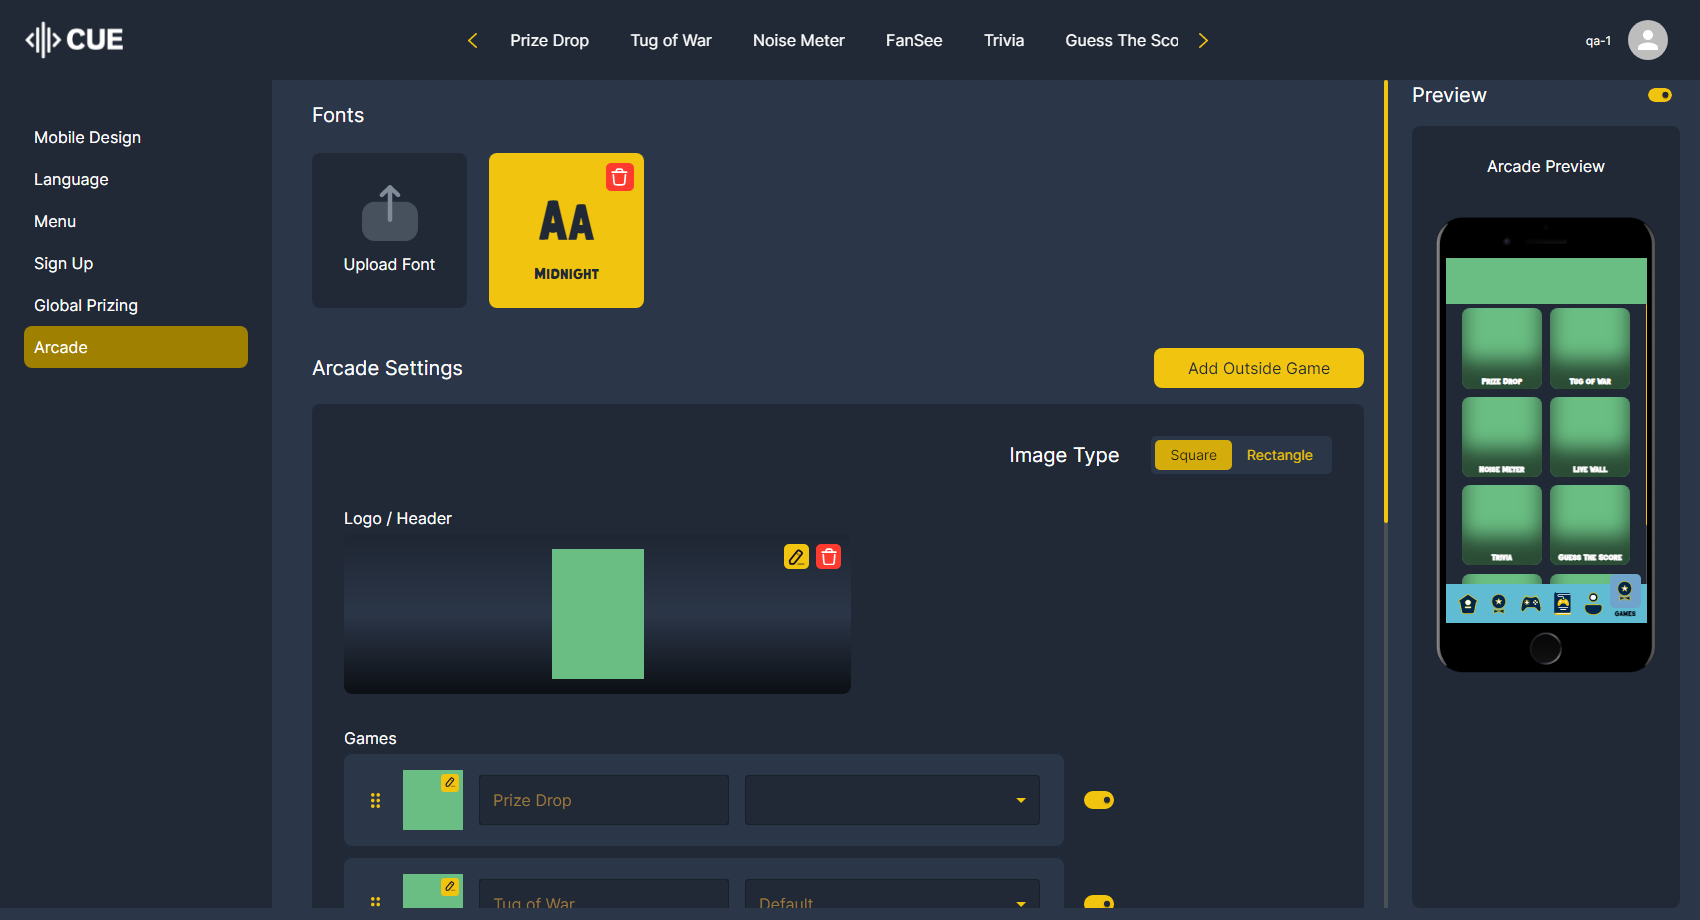 CUE
Prize Drop
Tug of War
Noise Meter
FanSee
Trivia
Guess The Sco
qa-1
Mobile Design
Language
Menu
Sign Up
Global Prizing
Arcade
Fonts
Upload Font
AA
MIDNIGHT
Arcade Settings
Add Outside Game
Image Type
Square
Rectangle
Logo / Header
Games
Prize Drop
Tug of War
Default
Preview
Arcade Preview
PRIZE DROP
TUG OF WAR
NOISE METER
LIVE WALL
TRIVIA
GUESS THE SCORE
GAMES